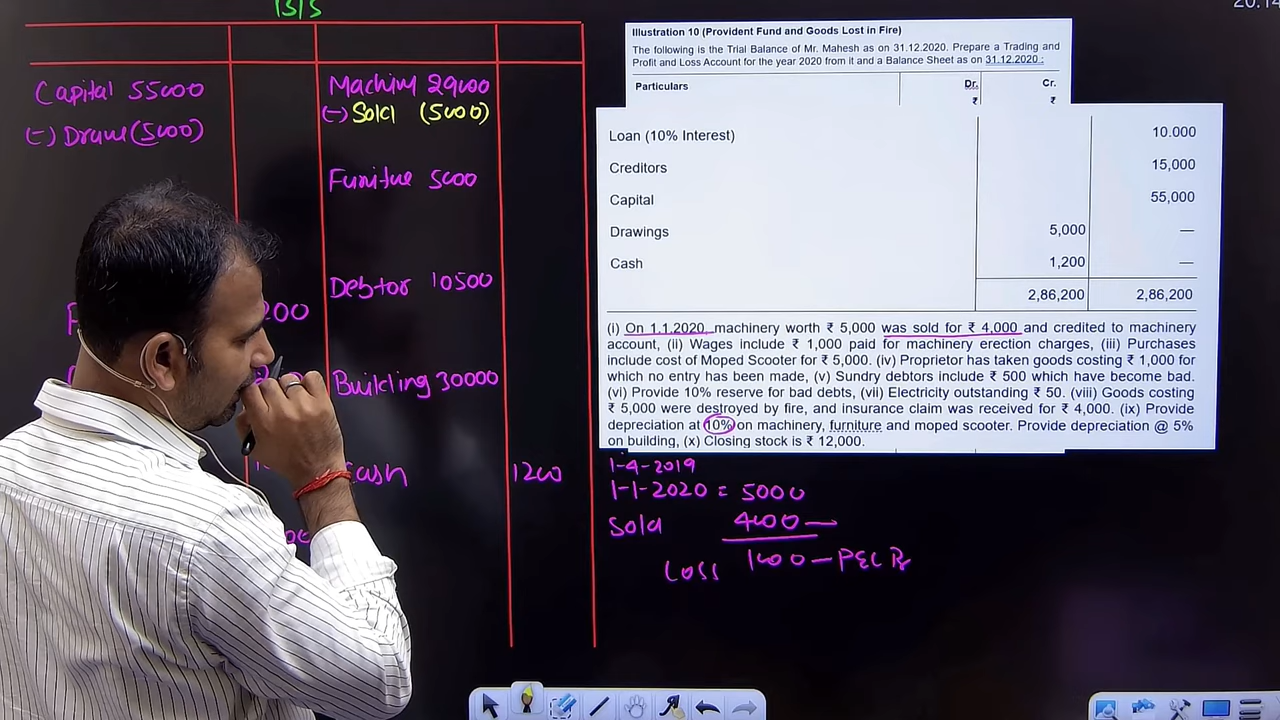 B/S
20:14
Capital 55000
(-) Draw (5000)
200
Machiny 29000
(-) Sold (5000)
Funitue 5000
Debtor 10500
Building 30000
Cash 1200
Illustration 10 (Provident Fund and Goods Lost in Fire)
The following is the Trial Balance of Mr. Mahesh as on 31.12.2020. Prepare a Trading and
Profit and Loss Account for the year 2020 from it and a Balance Sheet as on 31.12.2020 :
Particulars Dr. Cr.
₹ ₹
Loan (10% Interest) 10.000
Creditors 15,000
Capital 55,000
Drawings 5,000 —
Cash 1,200 —
2,86,200 2,86,200
(i) On 1.1.2020, machinery worth ₹ 5,000 was sold for ₹ 4,000 and credited to machinery
account, (ii) Wages include ₹ 1,000 paid for machinery erection charges, (iii) Purchases
include cost of Moped Scooter for ₹ 5,000. (iv) Proprietor has taken goods costing ₹ 1,000 for
which no entry has been made, (v) Sundry debtors include ₹ 500 which have become bad.
(vi) Provide 10% reserve for bad debts, (vii) Electricity outstanding ₹ 50. (viii) Goods costing
₹ 5,000 were destroyed by fire, and insurance claim was received for ₹ 4,000. (ix) Provide
depreciation at 10% on machinery, furniture and moped scooter. Provide depreciation @ 5%
on building, (x) Closing stock is ₹ 12,000.
1-4-2019
1-1-2020 = 5000
Sold 4000 —
Loss 1000 — P&L Dr